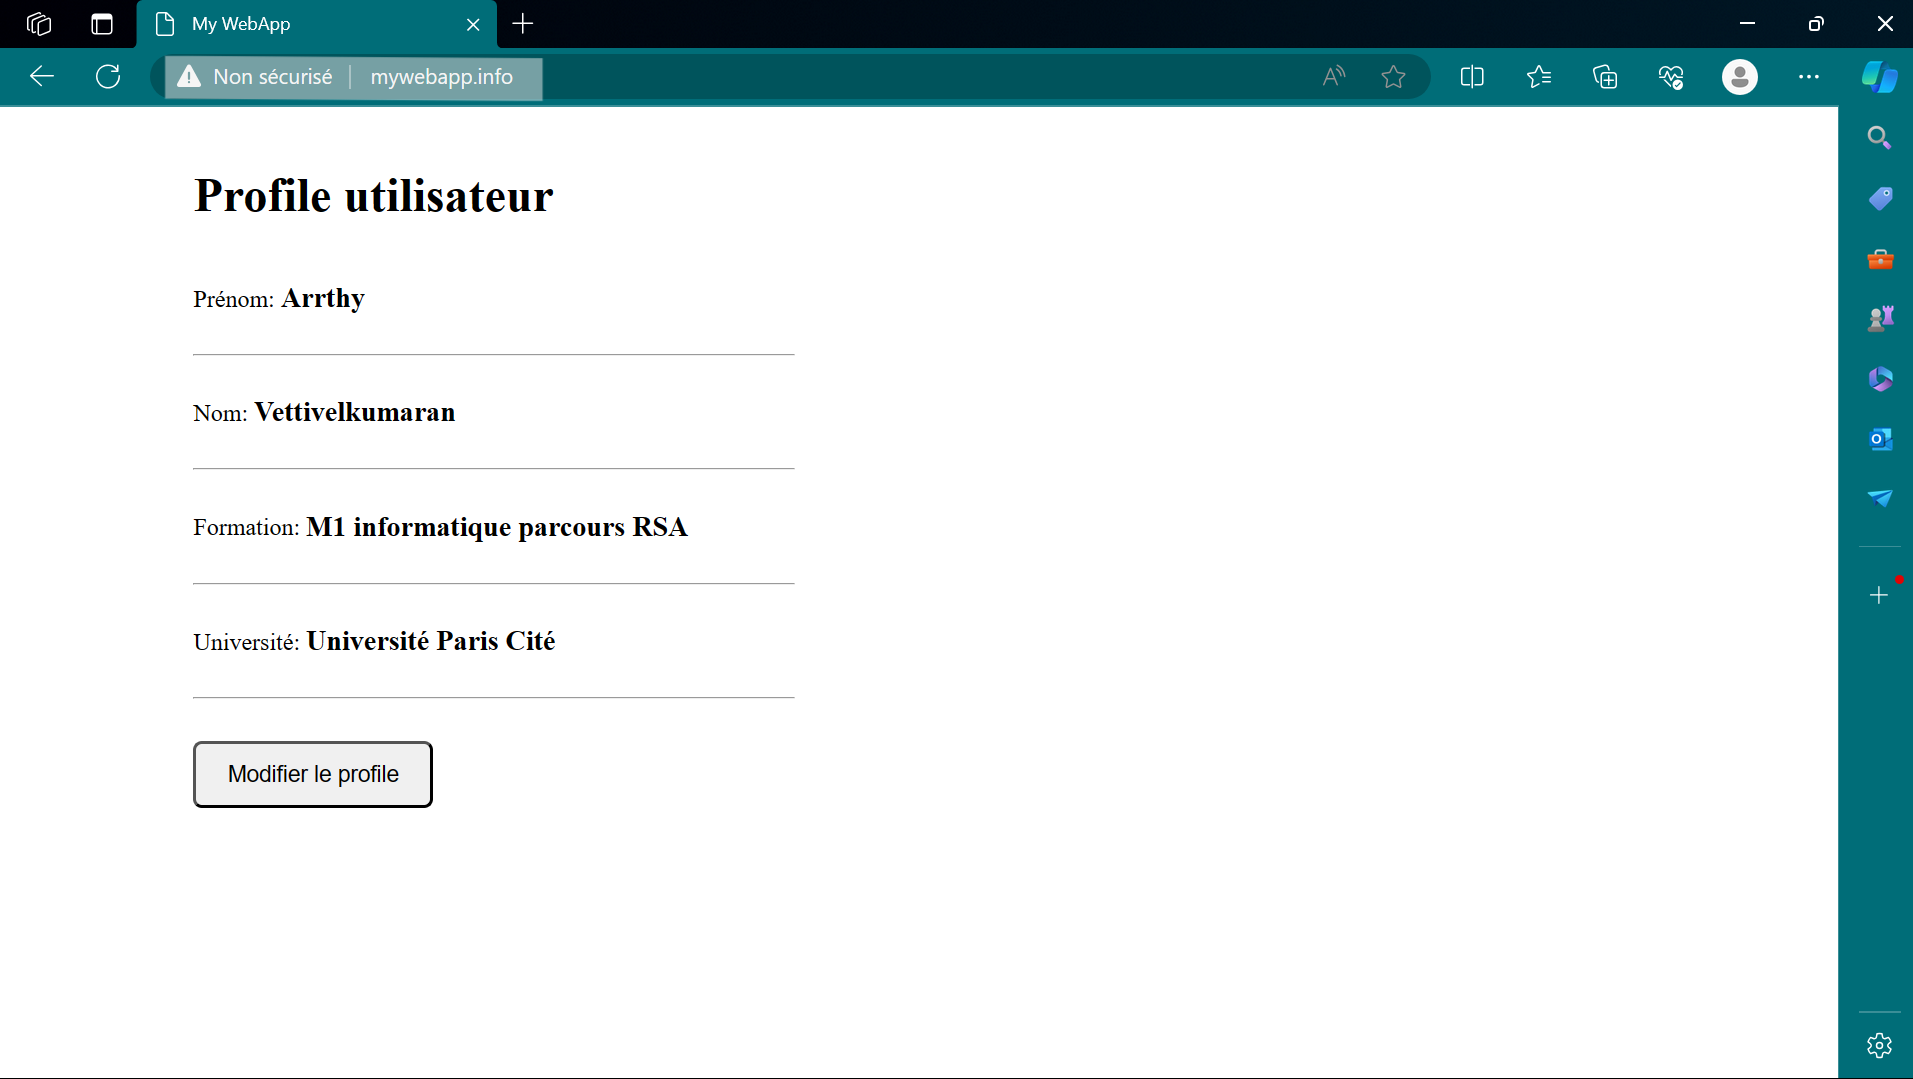 My WebApp
Non sécurisé | mywebapp.info
Profile utilisateur
Prénom: Arrthy
Nom: Vettivelkumaran
Formation: M1 informatique parcours RSA
Université: Université Paris Cité
Modifier le profile